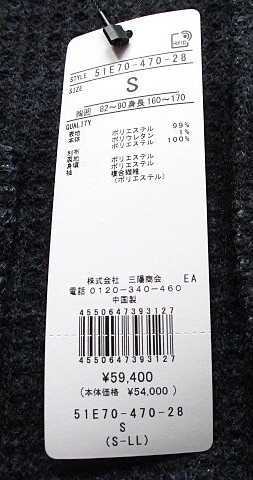 RFID
STYLE 51E70-470-28
SIZE S
胸囲 82～90身長160～170
QUALITY
表地 ポリエステル 99%
本体 ポリウレタン 1%
ポリエステル 100%
別布
裏地 ポリエステル
身頃 ポリエステル
袖 複合繊維
(ポリエステル)
株式会社 三陽商会 EA
電話 0120-340-460
中国製
4550647393127
4550647393127
¥59,400
(本体価格 ¥54,000)
51E70-470-28
S
(S-LL)